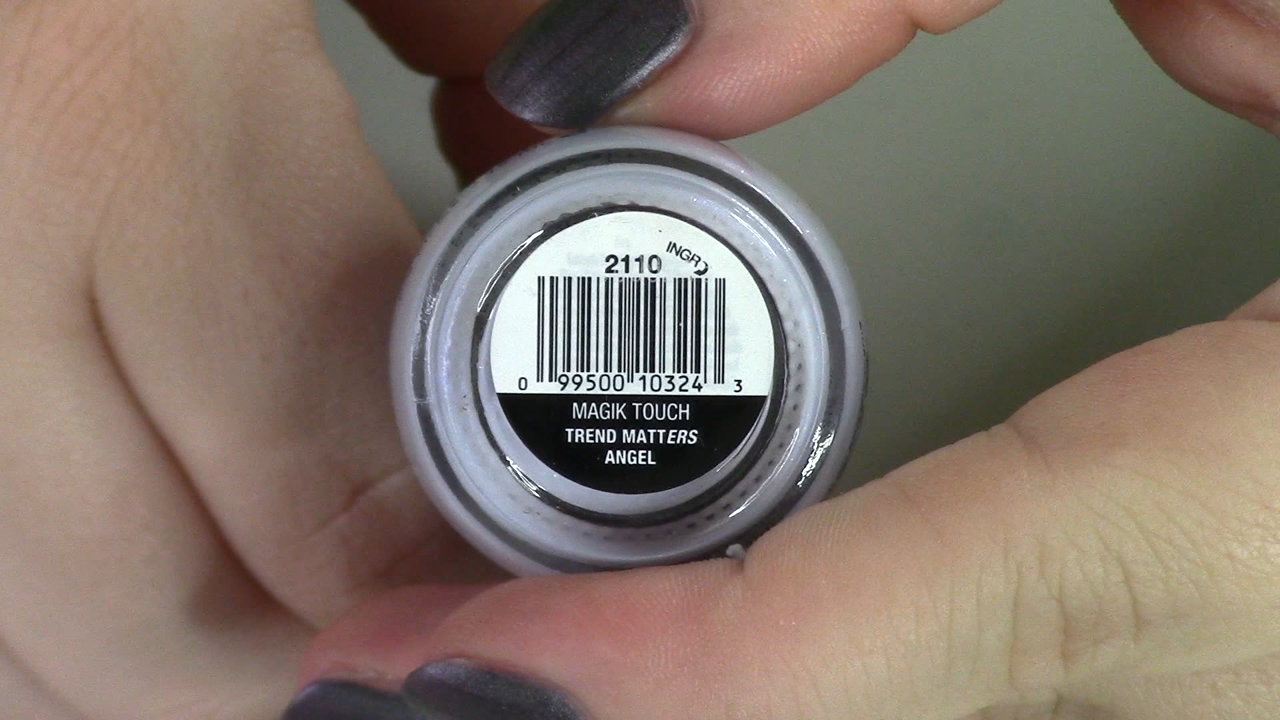 INGR
2110
0 99500 10324 3
MAGIK TOUCH
TREND MATTERS
ANGEL